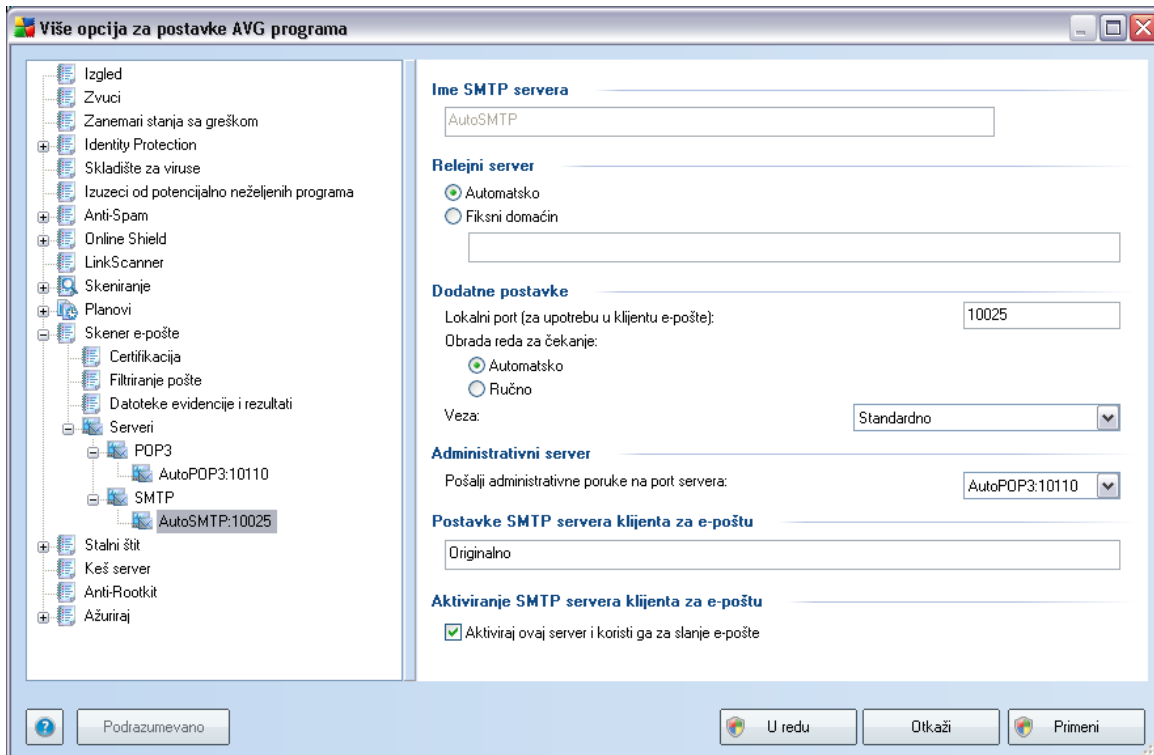 Više opcija za postavke AVG programa
Izgled
Zvuci
Zanemari stanja sa greškom
Identity Protection
Skladište za viruse
Izuzeci od potencijalno neželjenih programa
Anti-Spam
Online Shield
LinkScanner
Skeniranje
Planovi
Skener e-pošte
Certifikacija
Filtriranje pošte
Datoteke evidencije i rezultati
Serveri
POP3
AutoPOP3:10110
SMTP
AutoSMTP:10025
Stalni štit
Keš server
Anti-Rootkit
Ažuriraj
Ime SMTP servera
AutoSMTP
Relejni server
Automatsko
Fiksni domaćin
Dodatne postavke
Lokalni port (za upotrebu u klijentu e-pošte): 10025
Obrada reda za čekanje:
Automatsko
Ručno
Veza: Standardno
Administrativni server
Pošalji administrativne poruke na port servera: AutoPOP3:10110
Postavke SMTP servera klijenta za e-poštu
Originalno
Aktiviranje SMTP servera klijenta za e-poštu
Aktiviraj ovaj server i koristi ga za slanje e-pošte
Podrazumevano U redu Otkaži Primeni